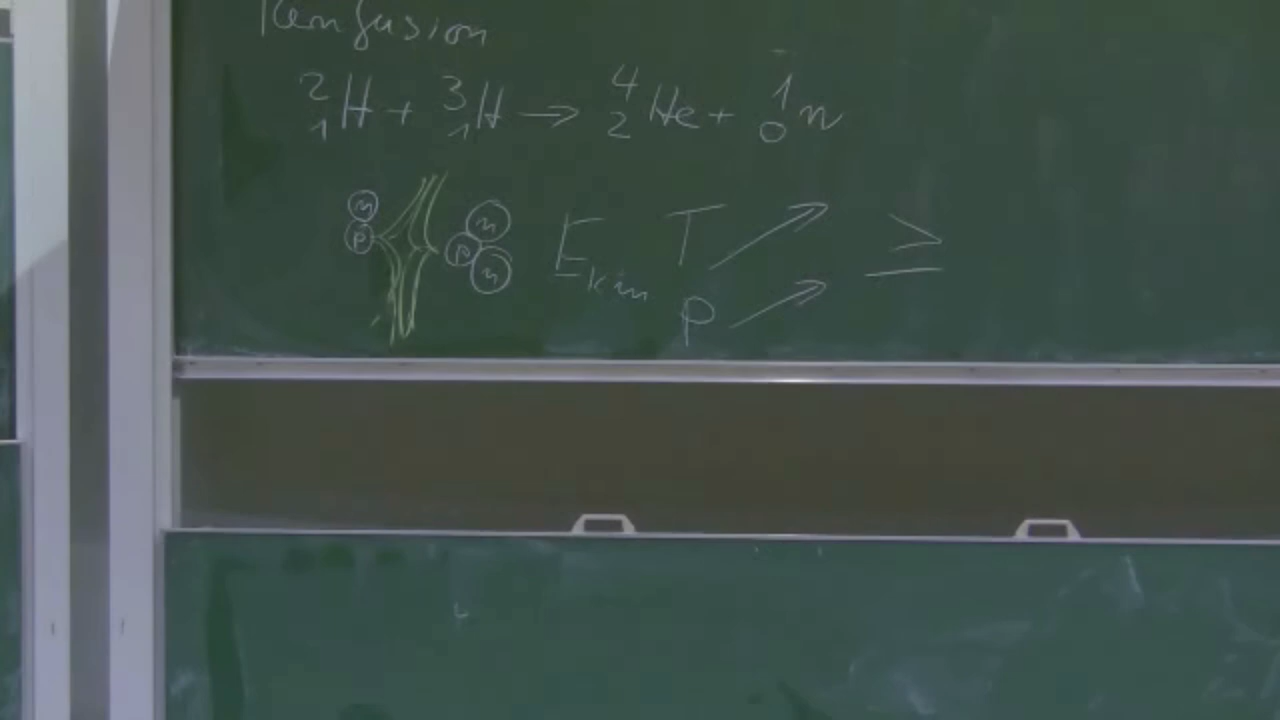 Kernfusion
²₁H + ³₁H → ⁴₂He + ¹₀n
n n
p p n
E_kin T ↗ ≥
p ↗